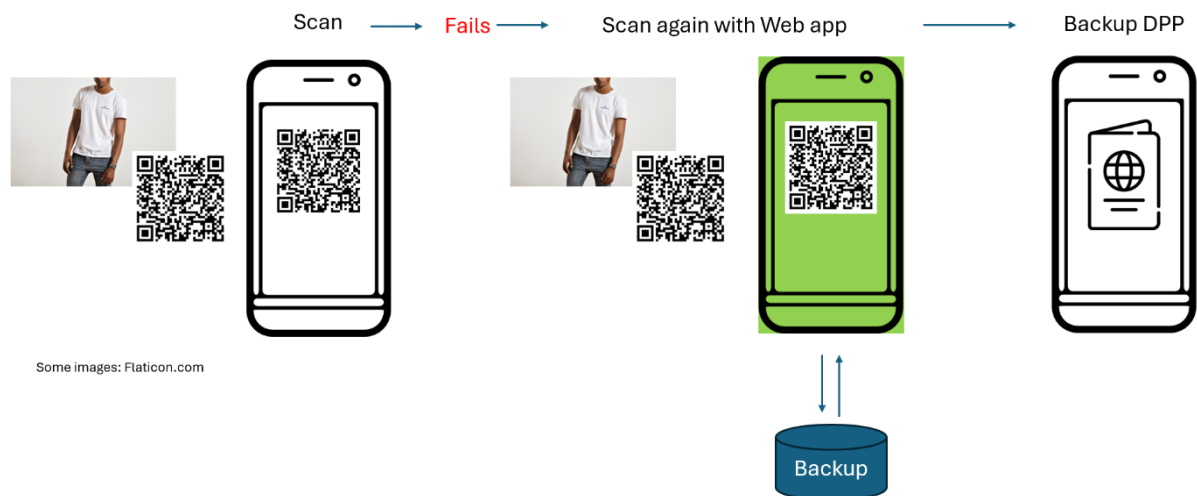 Scan
Fails
Scan again with Web app
Backup DPP
Some images: Flaticon.com
Backup